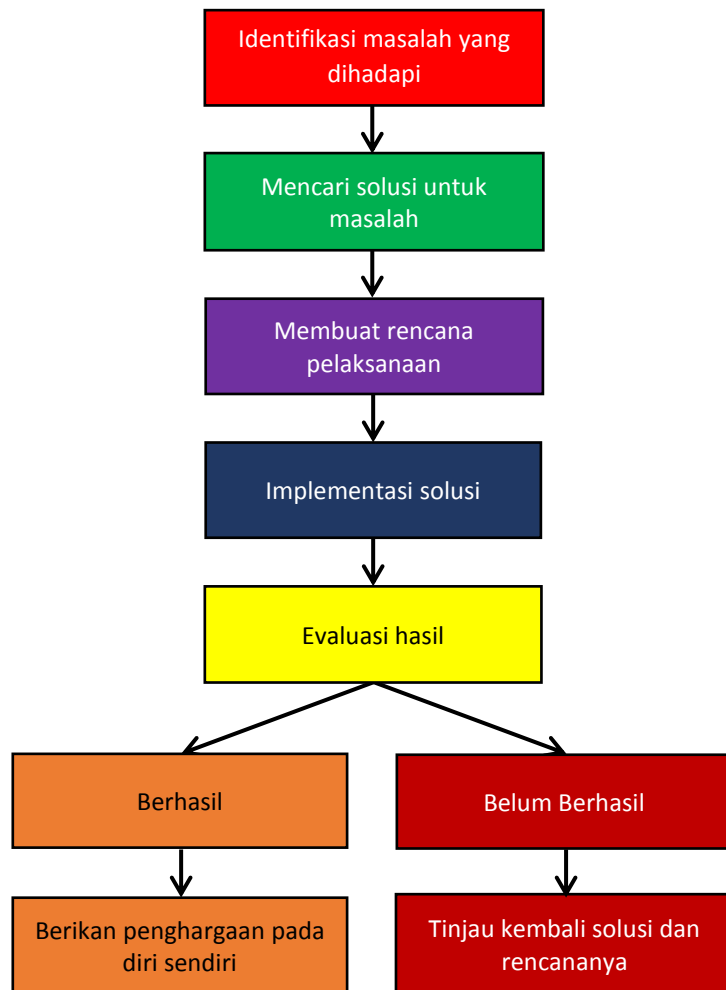 Identifikasi masalah yang
dihadapi
Mencari solusi untuk
masalah
Membuat rencana
pelaksanaan
Implementasi solusi
Evaluasi hasil
Berhasil
Belum Berhasil
Berikan penghargaan pada
diri sendiri
Tinjau kembali solusi dan
rencananya